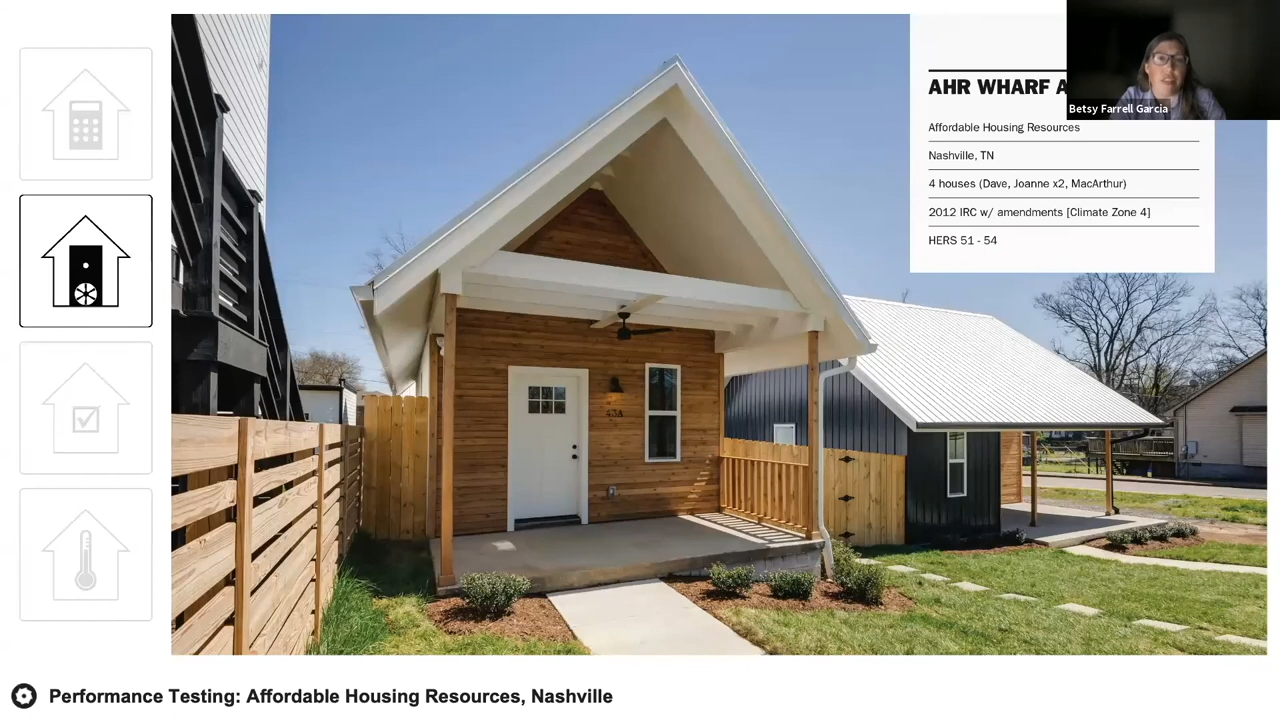 AHR WHARF A
Betsy Farrell Garcia
Affordable Housing Resources
Nashville, TN
4 houses (Dave, Joanne x2, MacArthur)
2012 IRC w/ amendments [Climate Zone 4]
HERS 51 - 54
43A
Performance Testing: Affordable Housing Resources, Nashville